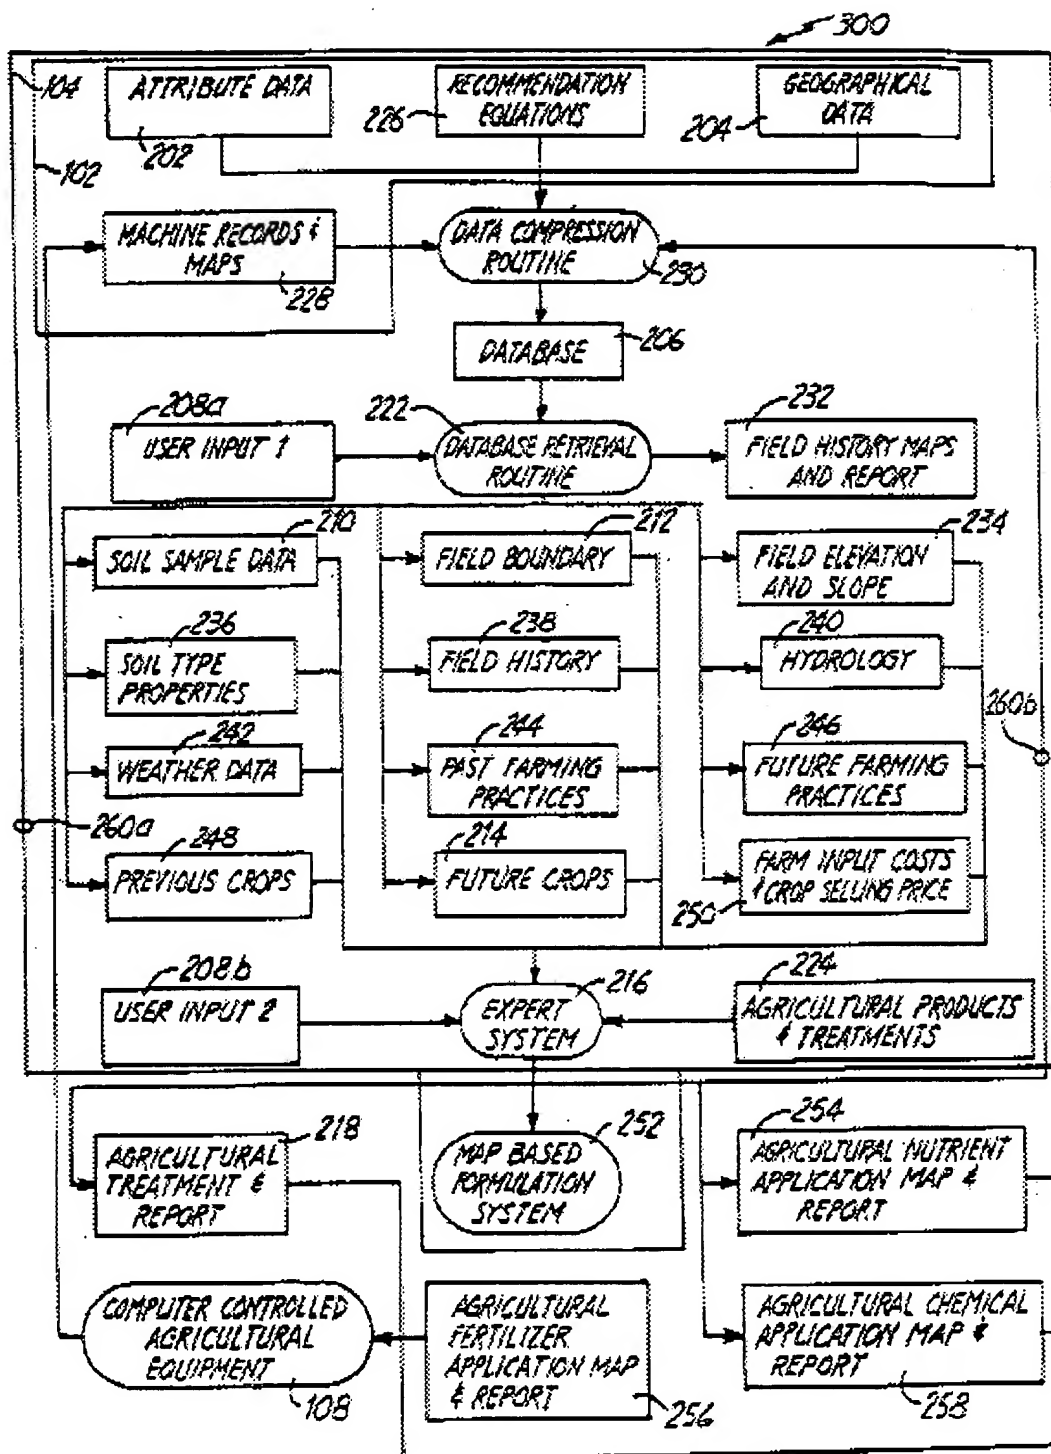 300
104
ATTRIBUTE DATA
202
RECOMMENDATION
EQUATIONS
226
GEOGRAPHICAL
DATA
204
102
MACHINE RECORDS &
MAPS
228
DATA COMPRESSION
ROUTINE
230
DATABASE
206
208a
USER INPUT 1
222
DATABASE RETRIEVAL
ROUTINE
232
FIELD HISTORY MAPS
AND REPORT
210
SOIL SAMPLE DATA
212
FIELD BOUNDARY
234
FIELD ELEVATION
AND SLOPE
236
SOIL TYPE
PROPERTIES
238
FIELD HISTORY
240
HYDROLOGY
260b
242
WEATHER DATA
244
PAST FARMING
PRACTICES
246
FUTURE FARMING
PRACTICES
260a
248
PREVIOUS CROPS
214
FUTURE CROPS
FARM INPUT COSTS
& CROP SELLING PRICE
250
208b
USER INPUT 2
216
EXPERT
SYSTEM
224
AGRICULTURAL PRODUCTS
& TREATMENTS
218
AGRICULTURAL
TREATMENT &
REPORT
252
MAP BASED
FORMULATION
SYSTEM
254
AGRICULTURAL NUTRIENT
APPLICATION MAP &
REPORT
COMPUTER CONTROLLED
AGRICULTURAL
EQUIPMENT
108
AGRICULTURAL
FERTILIZER
APPLICATION MAP
& REPORT
256
AGRICULTURAL CHEMICAL
APPLICATION MAP &
REPORT
258